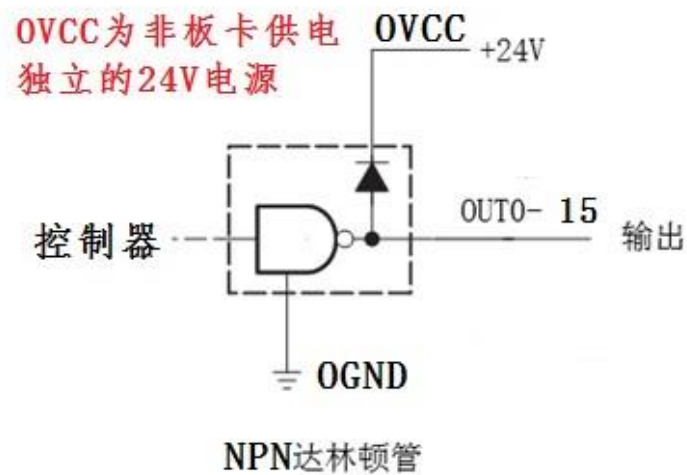 OVCC为非板卡供电
独立的24V电源
OVCC
+24V
控制器
OUT0- 15
输出
OGND
NPN达林顿管